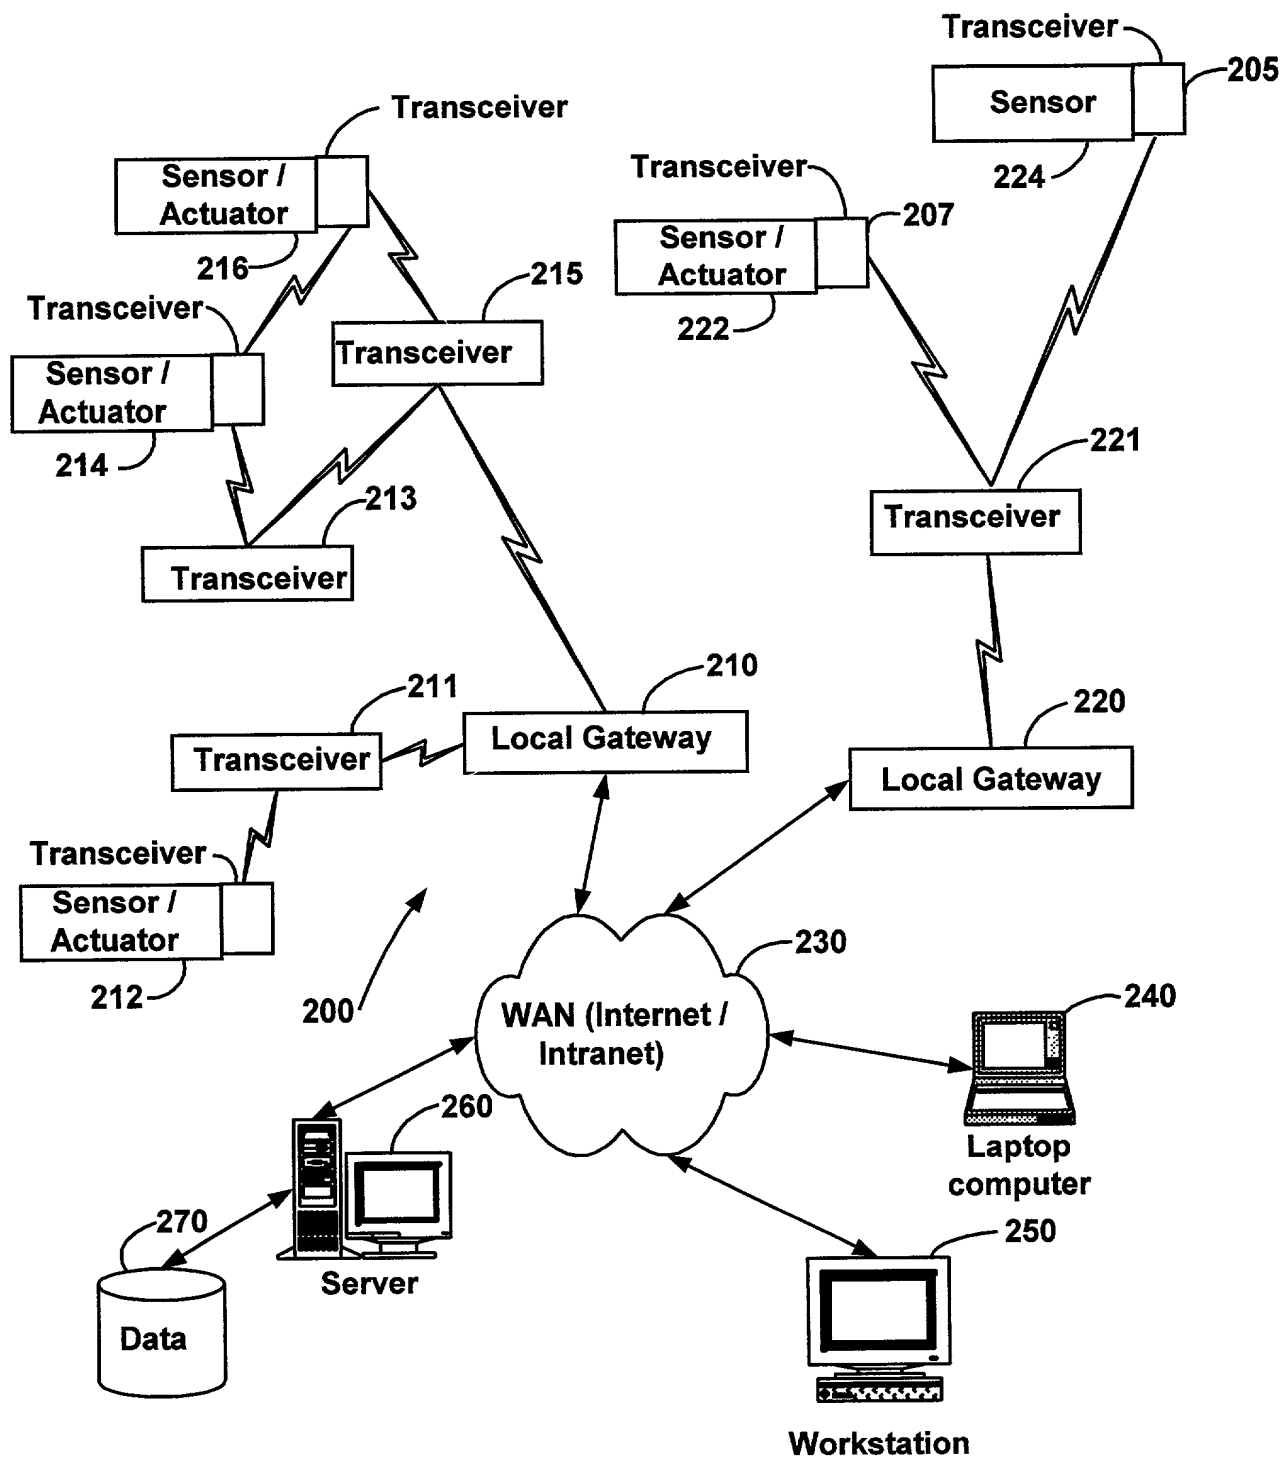 Transceiver
205
Sensor
224
Transceiver
Sensor /
Actuator
216
Transceiver
207
Sensor /
Actuator
222
215
Transceiver
Transceiver
Sensor /
Actuator
214
213
Transceiver
221
Transceiver
211
Transceiver
210
Local Gateway
220
Local Gateway
Transceiver
Sensor /
Actuator
212
200
230
WAN (Internet /
Intranet)
240
Laptop
computer
260
Server
270
Data
250
Workstation